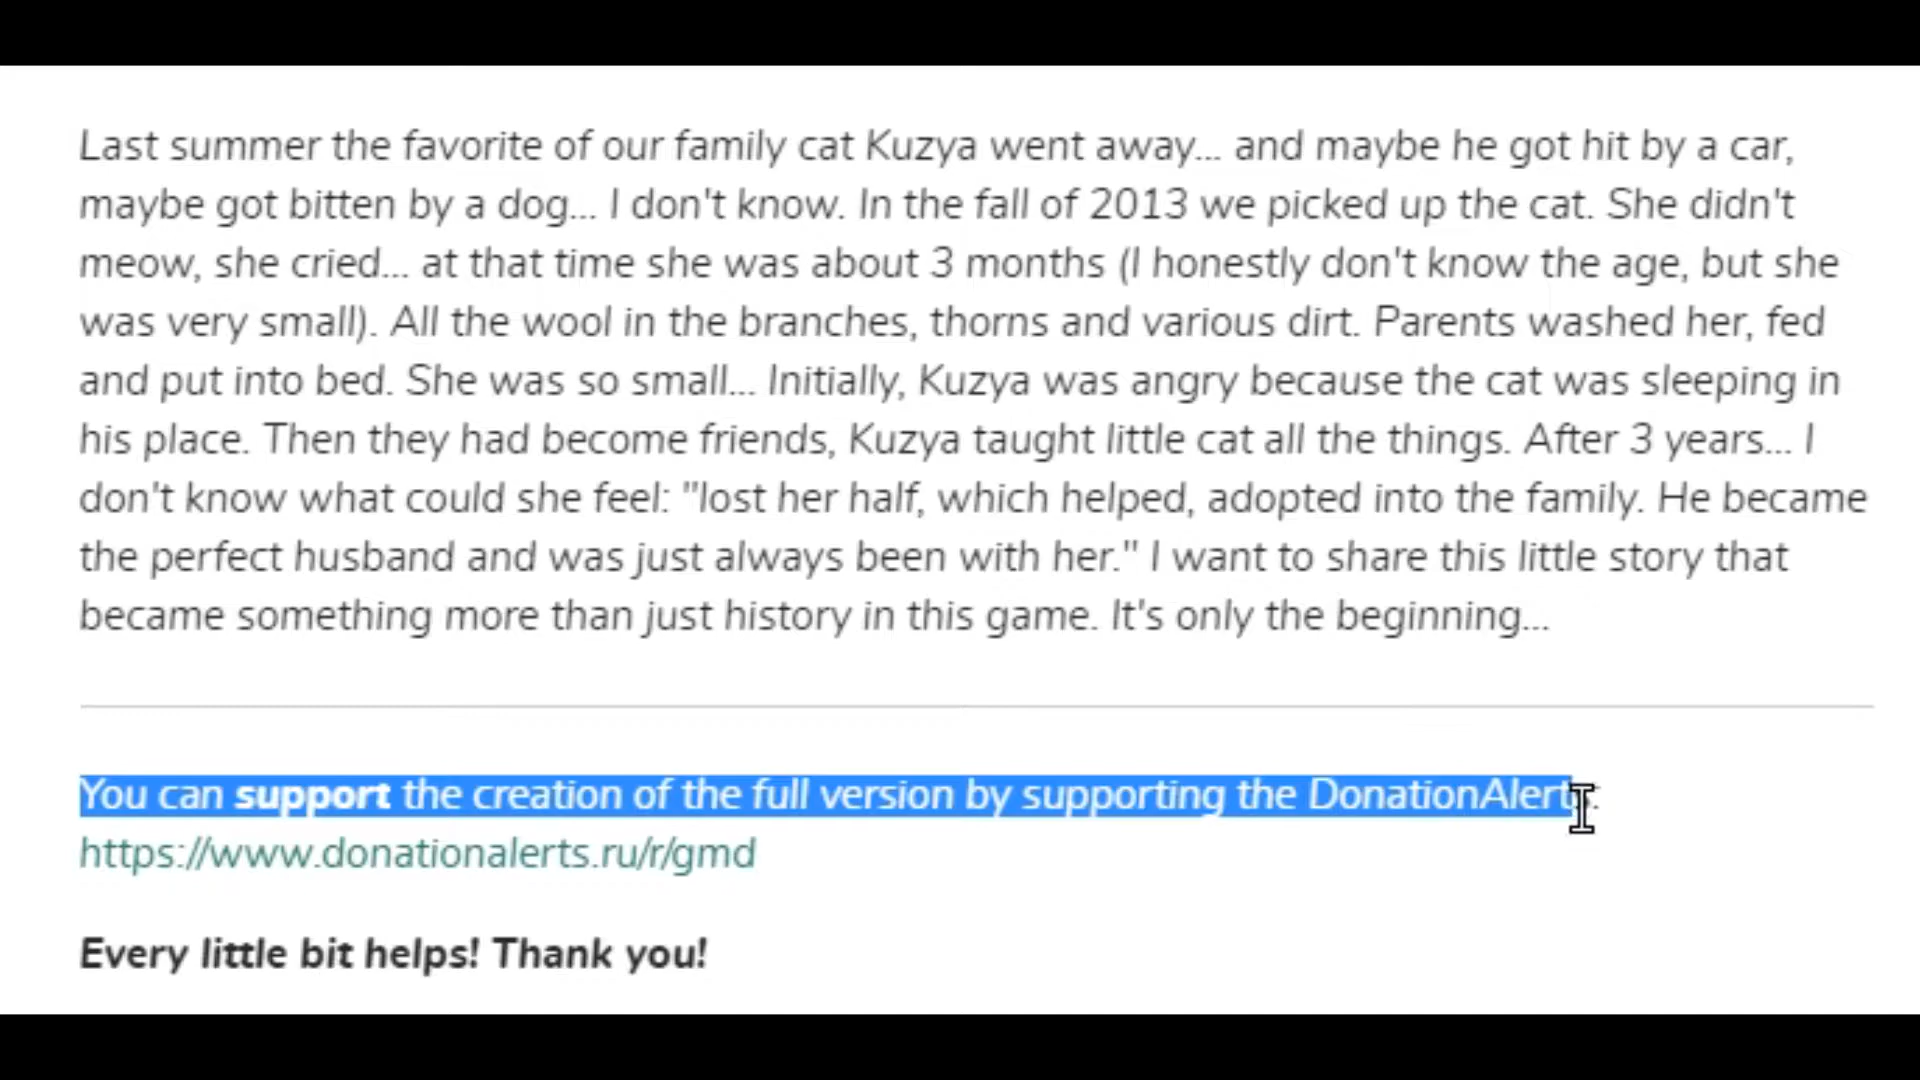 Last summer the favorite of our family cat Kuzya went away... and maybe he got hit by a car,
maybe got bitten by a dog... I don't know. In the fall of 2013 we picked up the cat. She didn't
meow, she cried... at that time she was about 3 months (I honestly don't know the age, but she
was very small). All the wool in the branches, thorns and various dirt. Parents washed her, fed
and put into bed. She was so small... Initially, Kuzya was angry because the cat was sleeping in
his place. Then they had become friends, Kuzya taught little cat all the things. After 3 years... I
don't know what could she feel: "lost her half, which helped, adopted into the family. He became
the perfect husband and was just always been with her." I want to share this little story that
became something more than just history in this game. It's only the beginning...
You can support the creation of the full version by supporting the DonationAlerts.
https://www.donationalerts.ru/r/gmd
Every little bit helps! Thank you!